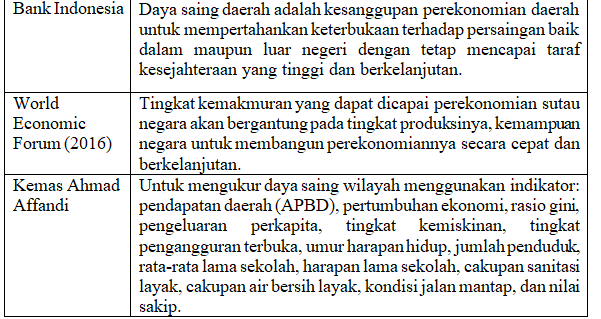 Bank Indonesia
Daya saing daerah adalah kesanggupan perekonomian daerah
untuk mempertahankan keterbukaan terhadap persaingan baik
dalam maupun luar negeri dengan tetap mencapai taraf
kesejahteraan yang tinggi dan berkelanjutan.
World
Economic
Forum (2016)
Tingkat kemakmuran yang dapat dicapai perekonomian sutau
negara akan bergantung pada tingkat produksinya, kemampuan
negara untuk membangun perekonomiannya secara cepat dan
berkelanjutan.
Kemas Ahmad
Affandi
Untuk mengukur daya saing wilayah menggunakan indikator:
pendapatan daerah (APBD), pertumbuhan ekonomi, rasio gini,
pengeluaran perkapita, tingkat kemiskinan, tingkat
pengangguran terbuka, umur harapan hidup, jumlah penduduk,
rata-rata lama sekolah, harapan lama sekolah, cakupan sanitasi
layak, cakupan air bersih layak, kondisi jalan mantap, dan nilai
sakip.